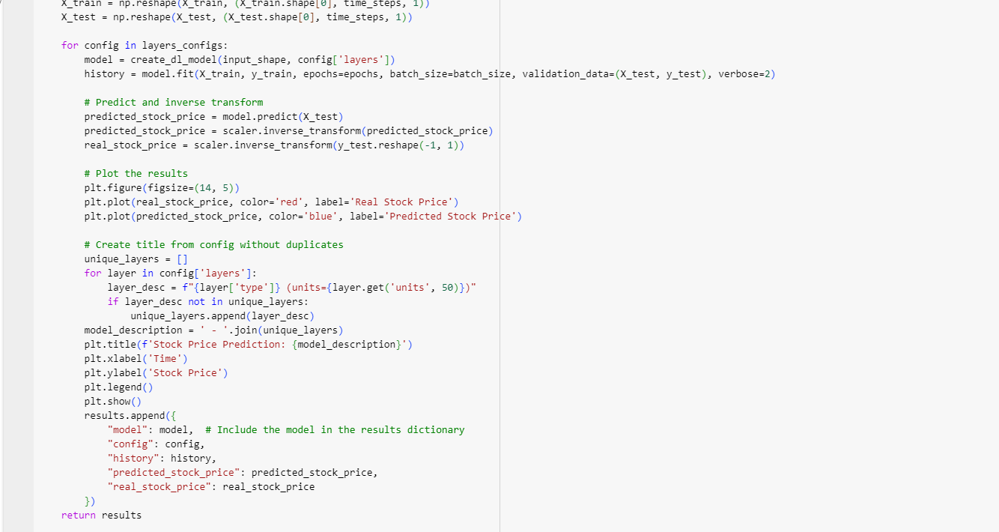 X_train = np.reshape(X_train, (X_train.shape[0], time_steps, 1))
X_test = np.reshape(X_test, (X_test.shape[0], time_steps, 1))
for config in layers_configs:
model = create_dl_model(input_shape, config['layers'])
history = model.fit(X_train, y_train, epochs=epochs, batch_size=batch_size, validation_data=(X_test, y_test), verbose=2)
# Predict and inverse transform
predicted_stock_price = model.predict(X_test)
predicted_stock_price = scaler.inverse_transform(predicted_stock_price)
real_stock_price = scaler.inverse_transform(y_test.reshape(-1, 1))
# Plot the results
plt.figure(figsize=(14, 5))
plt.plot(real_stock_price, color='red', label='Real Stock Price')
plt.plot(predicted_stock_price, color='blue', label='Predicted Stock Price')
# Create title from config without duplicates
unique_layers = []
for layer in config['layers']:
layer_desc = f"{layer['type']} (units={layer.get('units', 50)})"
if layer_desc not in unique_layers:
unique_layers.append(layer_desc)
model_description = ' - '.join(unique_layers)
plt.title(f'Stock Price Prediction: {model_description}')
plt.xlabel('Time')
plt.ylabel('Stock Price')
plt.legend()
plt.show()
results.append({
"model": model,  # Include the model in the results dictionary
"config": config,
"history": history,
"predicted_stock_price": predicted_stock_price,
"real_stock_price": real_stock_price
})
return results